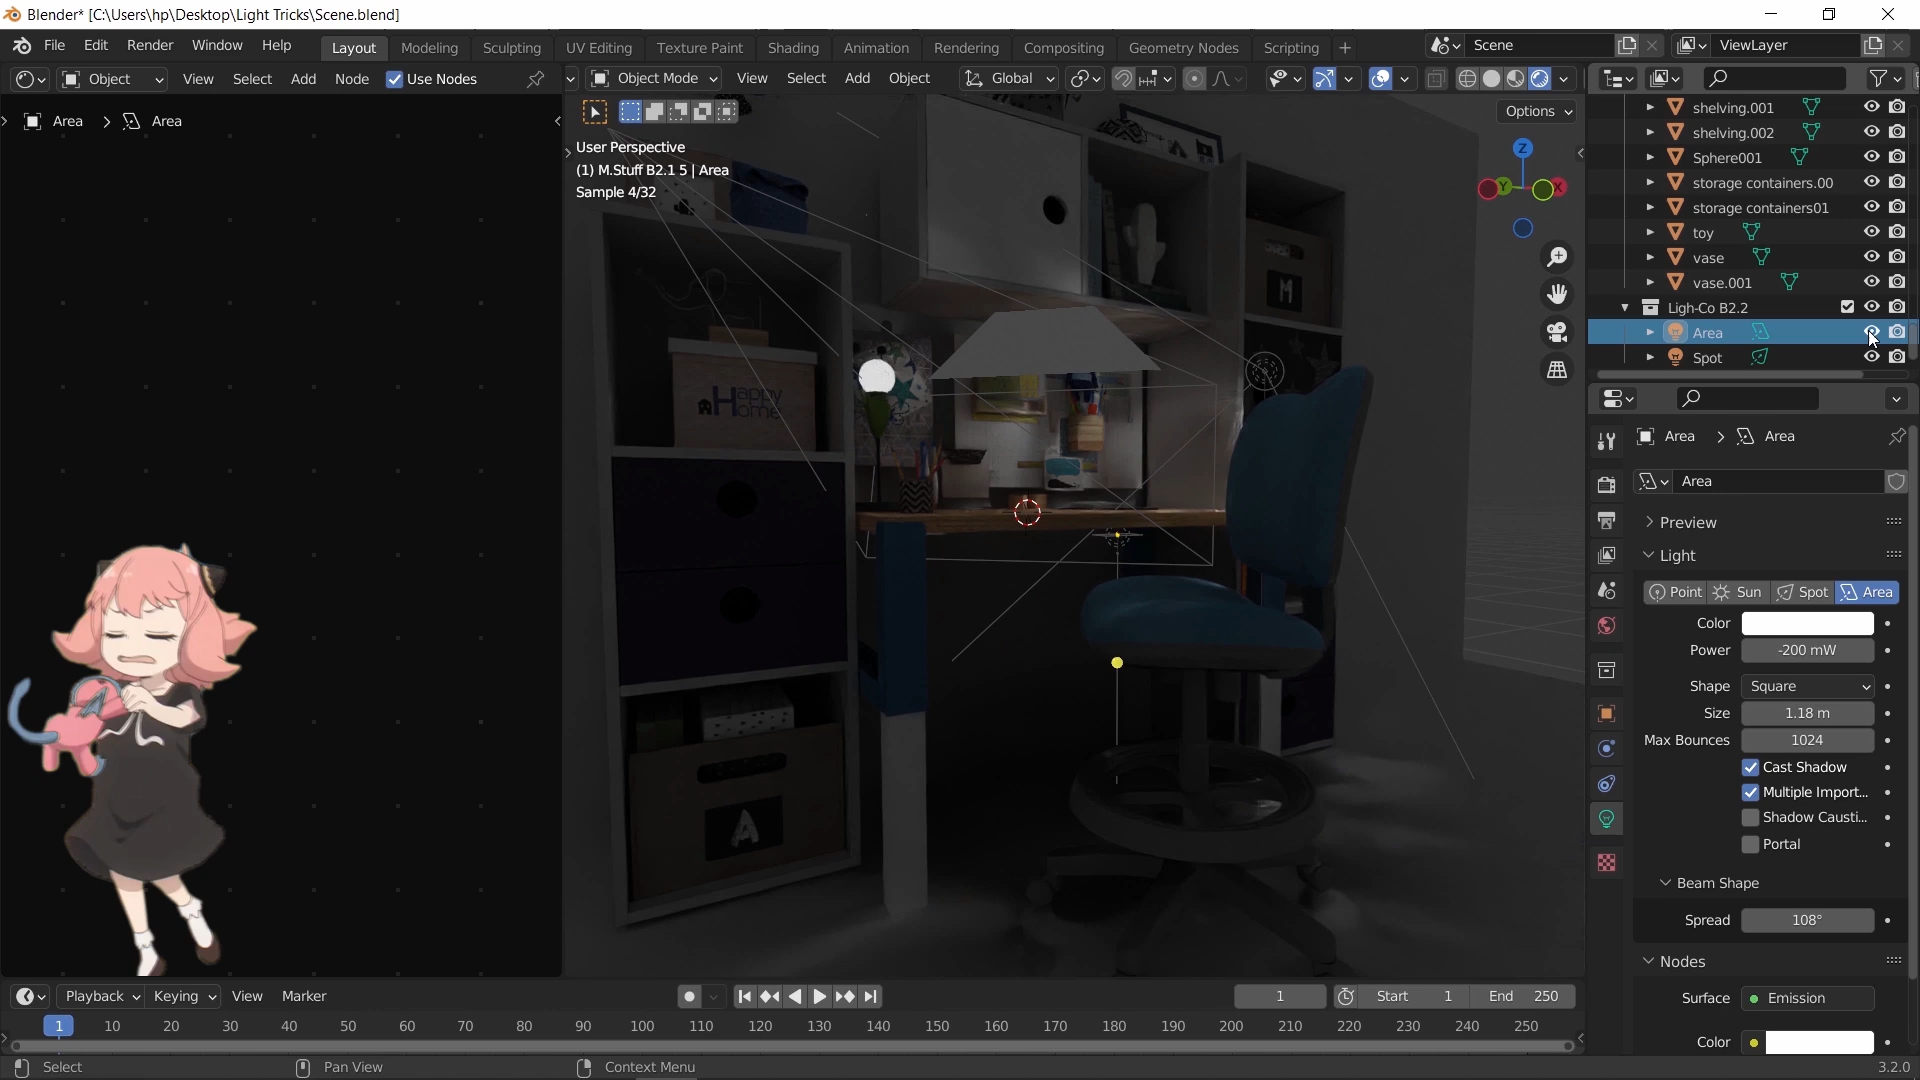 Blender* [C:\Users\hp\Desktop\Light Tricks\Scene.blend]
File Edit Render Window Help Layout Modeling Sculpting UV Editing Texture Paint Shading Animation Rendering Compositing Geometry Nodes Scripting Scene ViewLayer
Object View Select Add Node Use Nodes Object Mode View Select Add Object Global
Area > Area
Options
User Perspective
(1) M.Stuff B2.1 5 | Area
Sample 4/32
Z
Y
X
shelving.001
shelving.002
Sphere001
storage containers.00
storage containers01
toy
vase
vase.001
Ligh-Co B2.2
Area
Spot
Area > Area
Area
Preview
Light
Point Sun Spot Area
Color
Power -200 mW
Shape Square
Size 1.18 m
Max Bounces 1024
Cast Shadow
Multiple Import...
Shadow Causti...
Portal
Beam Shape
Spread 108°
Nodes
Surface Emission
Color
Happy
Home
M
A
Playback Keying View Marker 1 Start 1 End 250
1 10 20 30 40 50 60 70 80 90 100 110 120 130 140 150 160 170 180 190 200 210 220 230 240 250
Select Pan View Context Menu 3.2.0